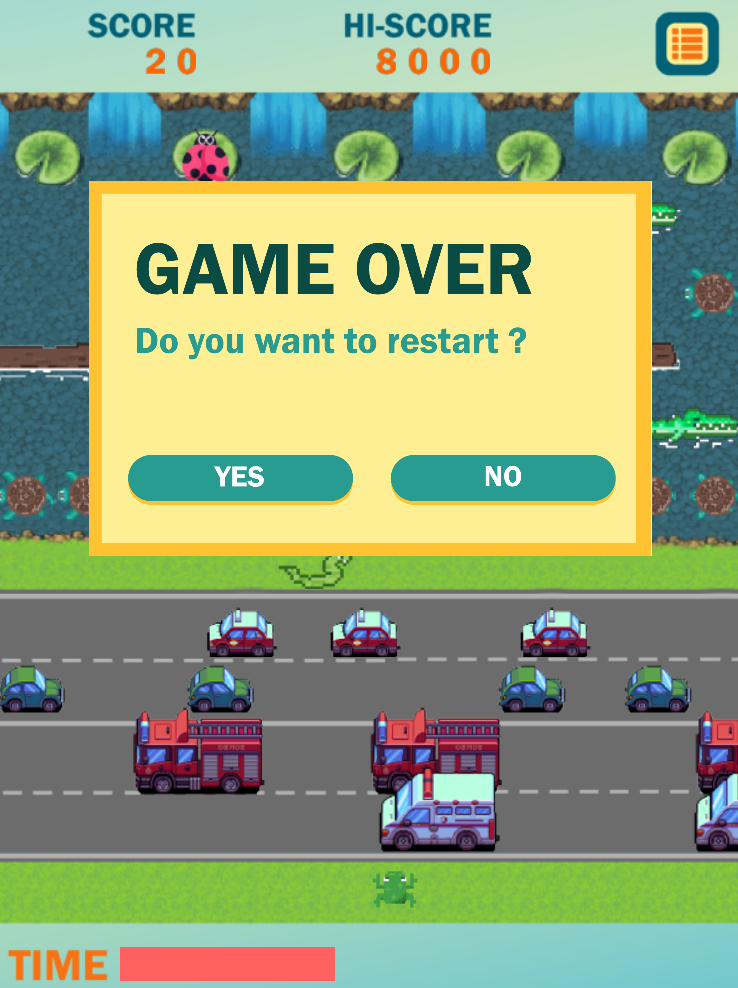 SCORE HI-SCORE
20 8000
GAME OVER
Do you want to restart ?
YES NO
TIME